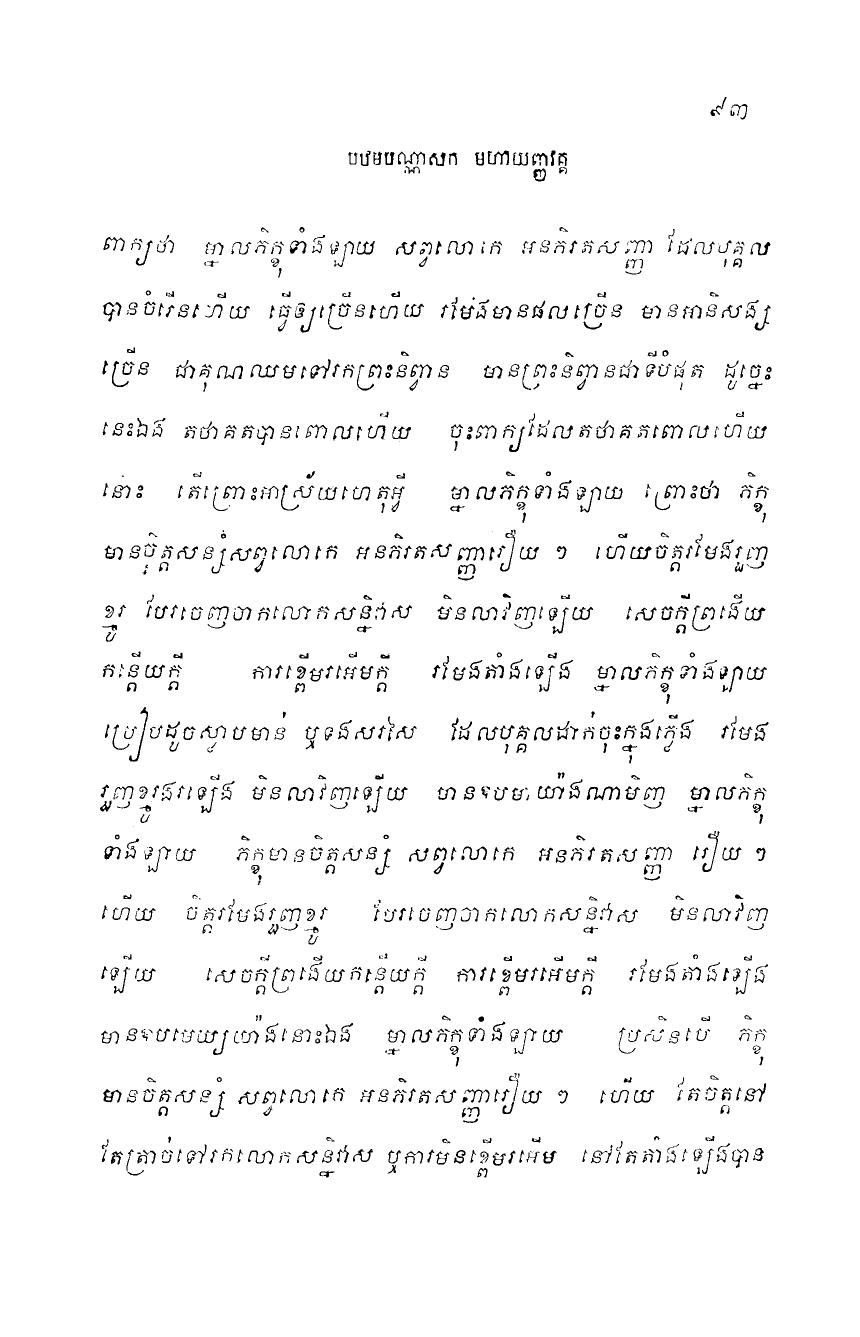 ៩៣
បឋមបណ្ណាសក មហាយញ្ញវគ្គ
ពាក្យថា ម្នាលភិក្ខុទាំងឡាយ សព្វលោកេ អនភិរតសញ្ញា ដែលបុគ្គល
បានចំរើនហើយ ធ្វើឲ្យច្រើនហើយ រមែងមានផលច្រើន មានអានិសង្ស
ច្រើន ជាគុណឈមទៅរកព្រះនិព្វាន មានព្រះនិព្វានជាទីបំផុត ដូច្នេះ
នេះឯង តថាគតបានពោលហើយ ចុះពាក្យដែលតថាគតពោលហើយ
នោះ តើព្រោះអាស្រ័យហេតុអ្វី ម្នាលភិក្ខុទាំងឡាយ ព្រោះថា ភិក្ខុ
មានចិត្តសន្សំសព្វលោកេ អនភិរតសញ្ញារឿយ ៗ ហើយចិត្តរមែងរួញ
ខ្មូរ បែរចេញចាកលោកសន្និវាស មិនលាវិញឡើយ សេចក្តីព្រងើយ
កន្តើយក្តី ការខ្ពើមរអើមក្តី រមែងតាំងឡើង ម្នាលភិក្ខុទាំងឡាយ
ប្រៀបដូចស្លាបមាន់ ឬទងសរសៃ ដែលបុគ្គលដាក់ចុះក្នុងភ្លើង រមែង
រួញខ្មូរងរឡើង មិនលាវិញឡើយ មានឧបមាយ៉ាងណាមិញ ម្នាលភិក្ខុ
ទាំងឡាយ ភិក្ខុមានចិត្តសន្សំ សព្វលោកេ អនភិរតសញ្ញា រឿយ ៗ
ហើយ ចិត្តរមែងរួញខ្មូរ បែរចេញចាកលោកសន្និវាស មិនលាវិញ
ឡើយ សេចក្តីព្រងើយកន្តើយក្តី ការខ្ពើមរអើមក្តី រមែងតាំងឡើង
មានឧបមេយ្យយ៉ាងនោះឯង ម្នាលភិក្ខុទាំងឡាយ ប្រសិនបើ ភិក្ខុ
មានចិត្តសន្សំ សព្វលោកេ អនភិរតសញ្ញារឿយ ៗ ហើយ តែចិត្តនៅ
តែត្រាច់ទៅរកលោកសន្និវាស ឬការមិនខ្ពើមរអើម នៅតែតាំងឡើងបាន